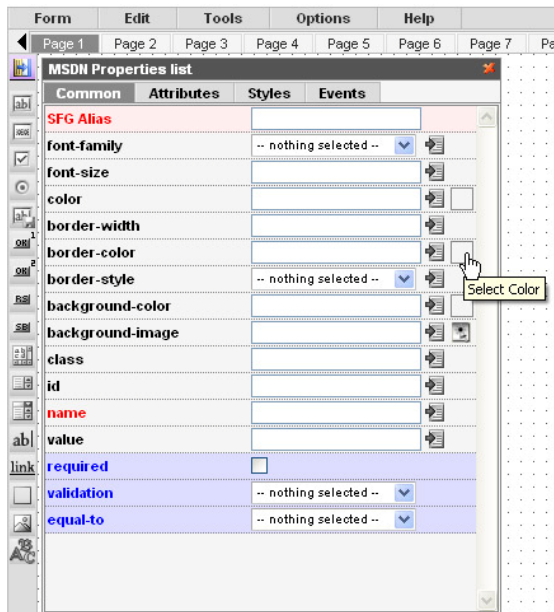 Form Edit Tools Options Help
Page 1 Page 2 Page 3 Page 4 Page 5 Page 6 Page 7 Pa
MSDN Properties list
Common Attributes Styles Events
SFG Alias
font-family -- nothing selected --
font-size
color
border-width
border-color
border-style -- nothing selected --
Select Color
background-color
background-image
class
id
name
value
required
validation -- nothing selected --
equal-to -- nothing selected --
ab|
link